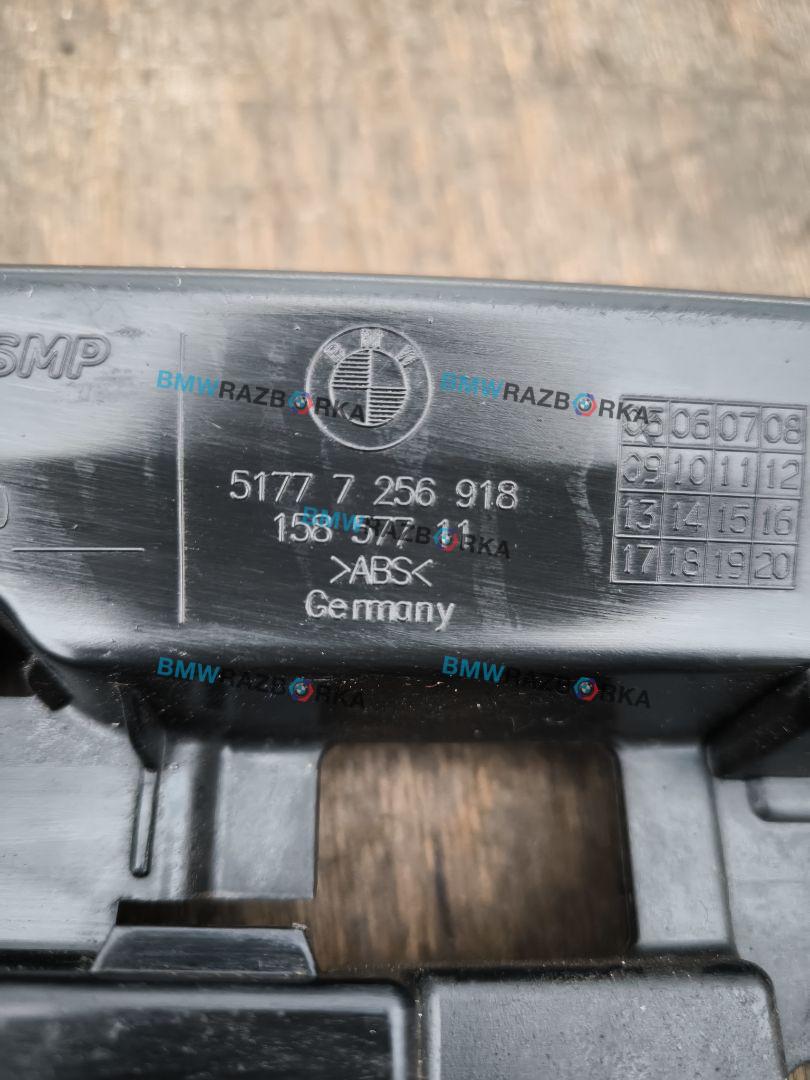 SMP
BMW
BMWRAZBORKA BMWRAZBORKA
05 06 07 08
09 10 11 12
13 14 15 16
17 18 19 20
5177 7 256 918
158 577 11
BMWRAZBORKA
>ABS<
Germany
BMWRAZBORKA BMWRAZBORKA